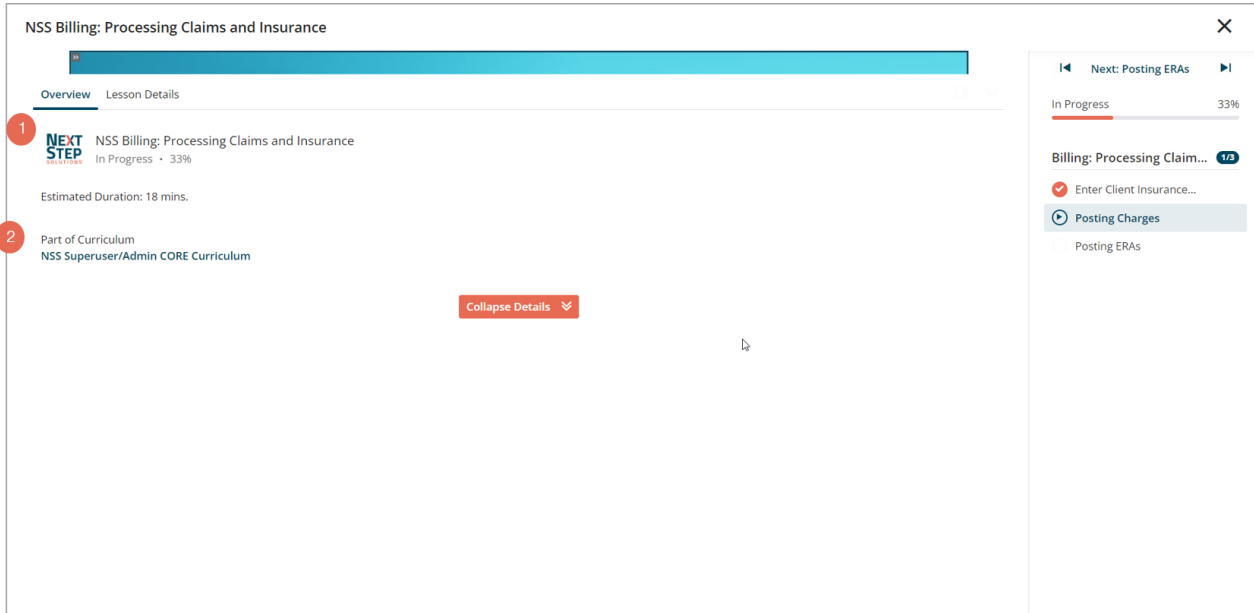 NSS Billing: Processing Claims and Insurance
Next: Posting ERAs
Overview Lesson Details
In Progress 33%
1
NEXT STEP SOLUTIONS
NSS Billing: Processing Claims and Insurance
In Progress • 33%
Billing: Processing Claim... 1/3
Enter Client Insurance...
Estimated Duration: 18 mins.
Posting Charges
2
Part of Curriculum
Posting ERAs
NSS Superuser/Admin CORE Curriculum
Collapse Details